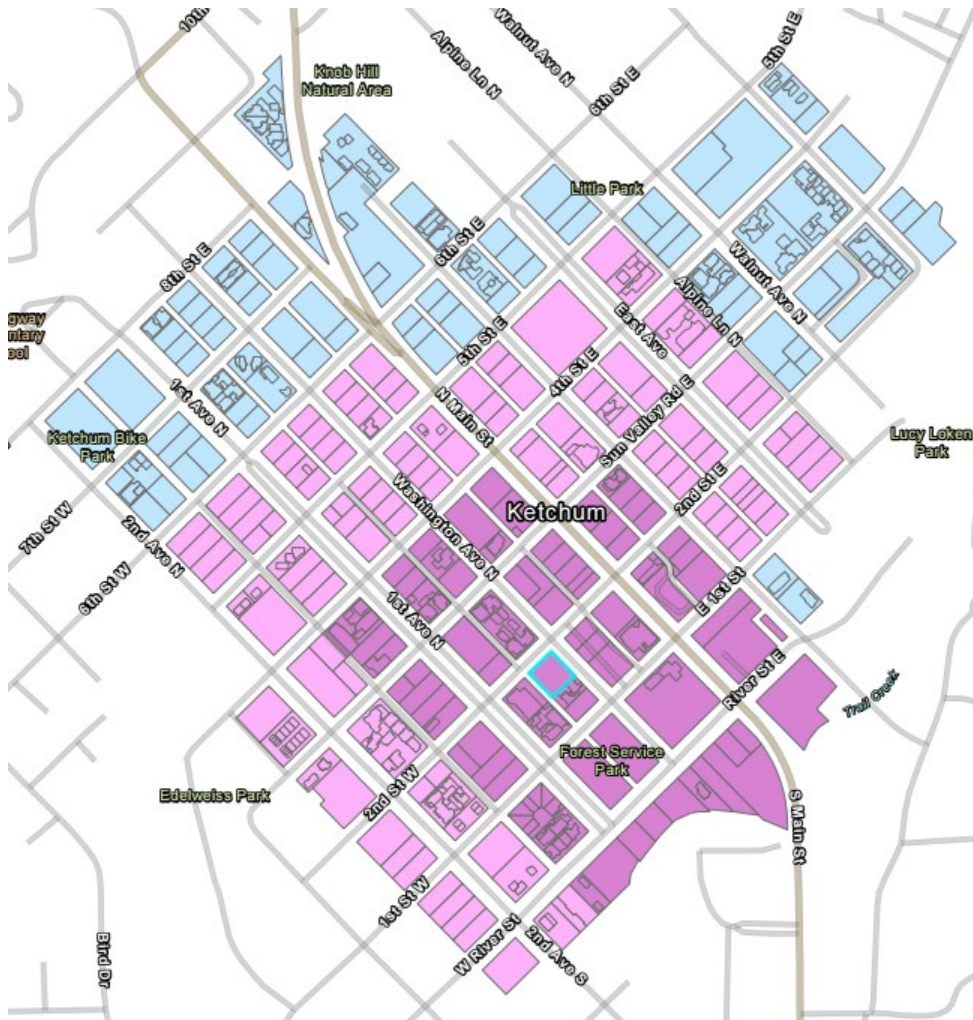 10th
Walnut Ave N
5th St E
Alpine Ln N
Knob Hill
Natural Area
6th St E
Little Park
6th St E
8th St E
Walnut Ave N
Alpine Ln N
East Ave
gway
ntary
ool
5th St E
4th St E
1st Ave N
N Main St
Sun Valley Rd E
Ketchum Bike
Park
Lucy Loken
Park
2nd St E
Washington Ave N
Ketchum
7th St W
2nd Ave N
6th St W
E 1st St
1st Ave N
River St E
Trail Creek
Forest Service
Park
Edelweiss Park
2nd St W
S Main St
1st St W
W River St
2nd Ave S
Bird Dr